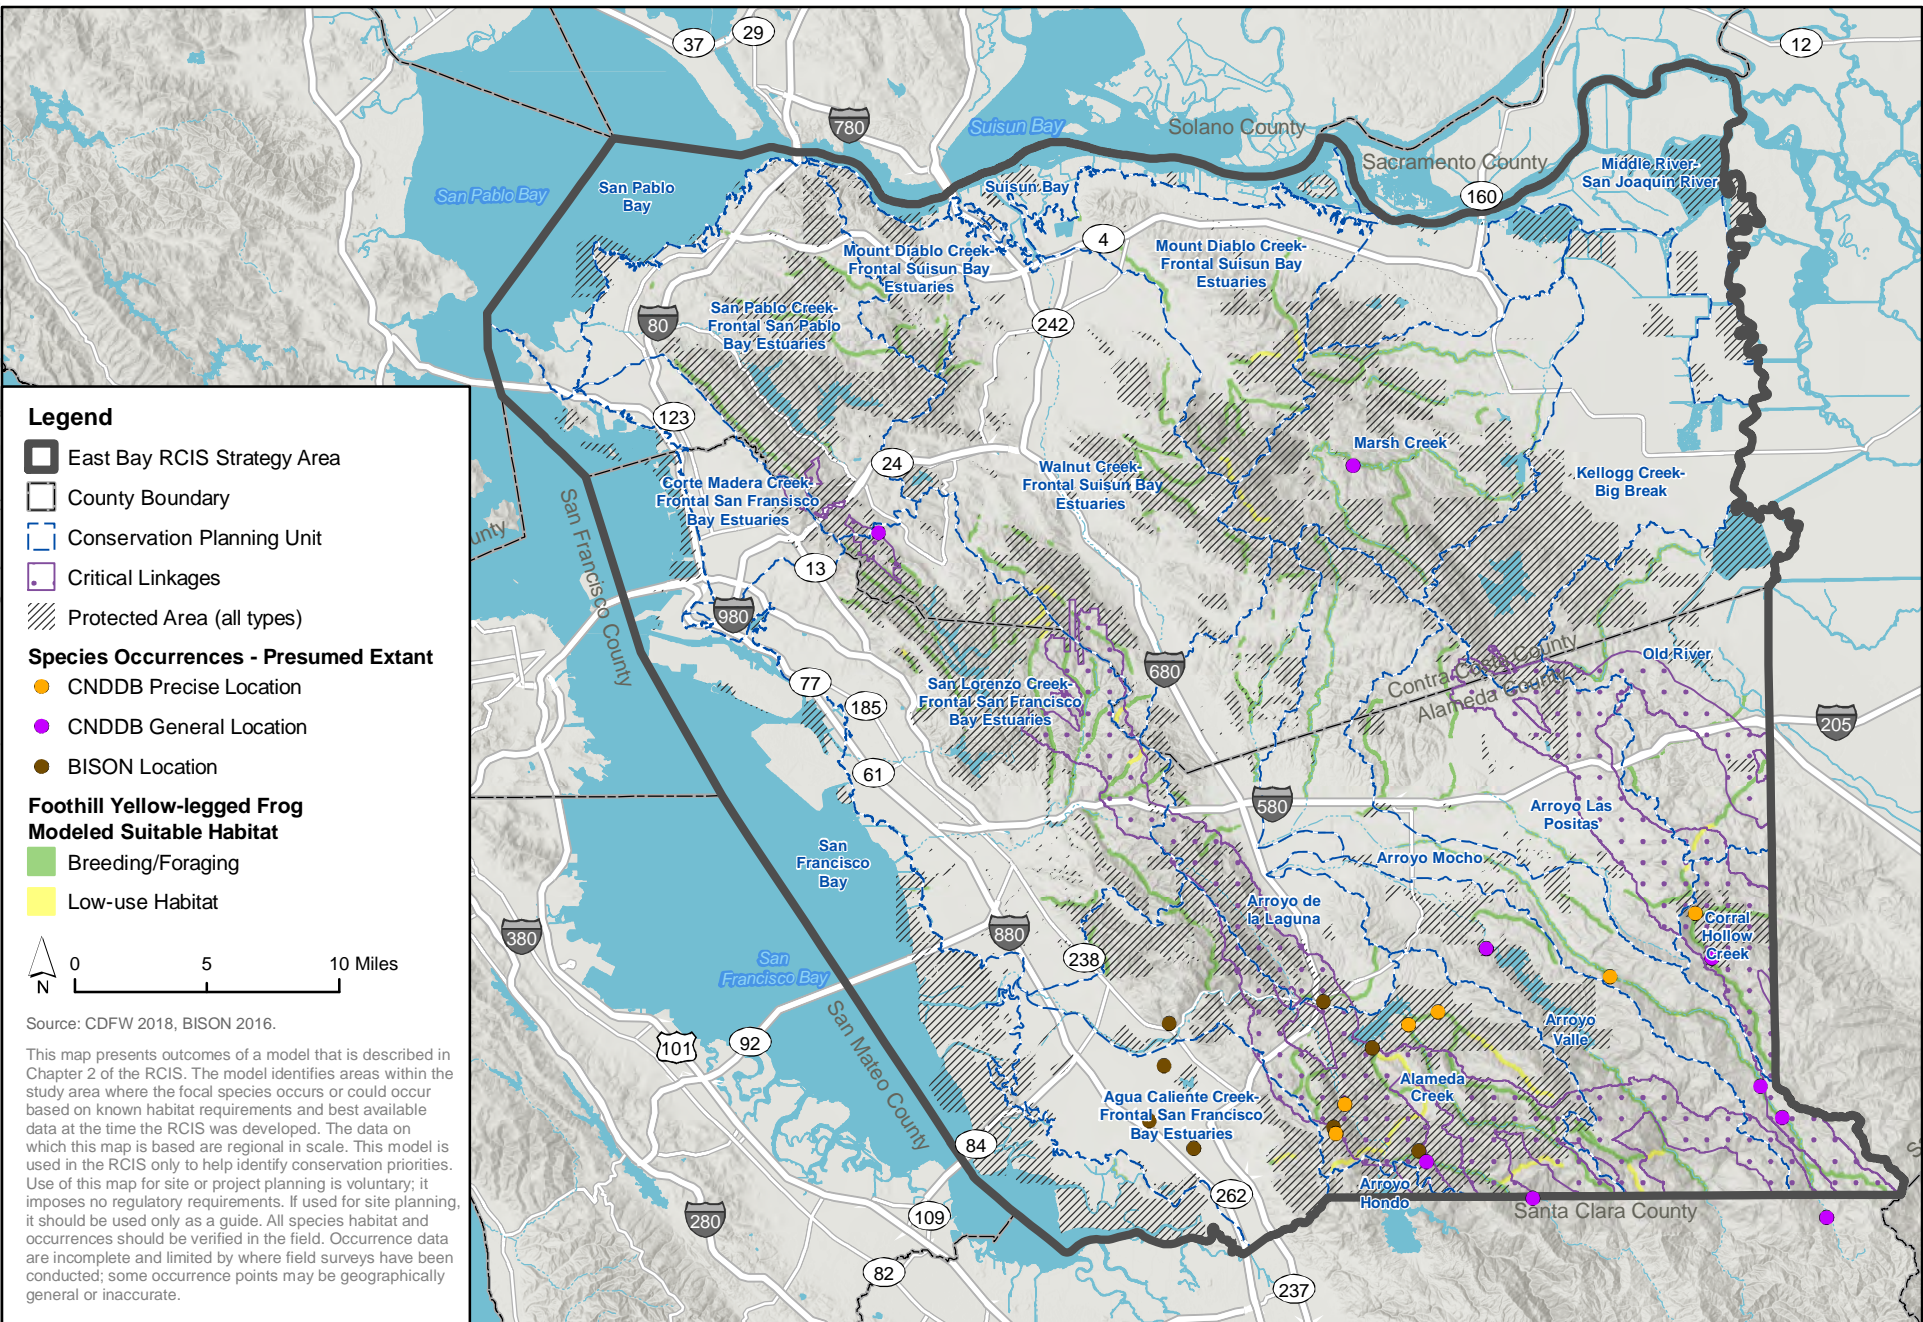 37
29
12
780
Suisun Bay
Solano County
Sacramento County
Middle River-
San Joaquin River
San Pablo Bay
San Pablo
Bay
Suisun Bay
160
4
Mount Diablo Creek-
Frontal Suisun Bay
Estuaries
Mount Diablo Creek-
Frontal Suisun Bay
Estuaries
San Pablo Creek-
Frontal San Pablo
Bay Estuaries
80
242
123
24
Marsh Creek
Walnut Creek-
Frontal Suisun Bay
Estuaries
Kellogg Creek-
Big Break
Corte Madera Creek-
Frontal San Fransisco
Bay Estuaries
unty
San Francisco County
13
980
680
Old River
Contra Costa County
Alameda County
77
185
San Lorenzo Creek-
Frontal San Francisco
Bay Estuaries
205
61
580
Arroyo Las
Positas
San
Francisco
Bay
Arroyo Mocho
Arroyo de
la Laguna
Corral
Hollow
Creek
380
880
238
San
Francisco Bay
Arroyo
Valle
101
92
San Mateo County
Alameda
Creek
Agua Caliente Creek-
Frontal San Francisco
Bay Estuaries
84
Arroyo
Hondo
262
109
280
Santa Clara County
82
237
Legend
East Bay RCIS Strategy Area
County Boundary
Conservation Planning Unit
Critical Linkages
Protected Area (all types)
Species Occurrences - Presumed Extant
CNDDB Precise Location
CNDDB General Location
BISON Location
Foothill Yellow-legged Frog
Modeled Suitable Habitat
Breeding/Foraging
Low-use Habitat
N
0 5 10 Miles
Source: CDFW 2018, BISON 2016.
This map presents outcomes of a model that is described in
Chapter 2 of the RCIS. The model identifies areas within the
study area where the focal species occurs or could occur
based on known habitat requirements and best available
data at the time the RCIS was developed. The data on
which this map is based are regional in scale. This model is
used in the RCIS only to help identify conservation priorities.
Use of this map for site or project planning is voluntary; it
imposes no regulatory requirements. If used for site planning,
it should be used only as a guide. All species habitat and
occurrences should be verified in the field. Occurrence data
are incomplete and limited by where field surveys have been
conducted; some occurrence points may be geographically
general or inaccurate.